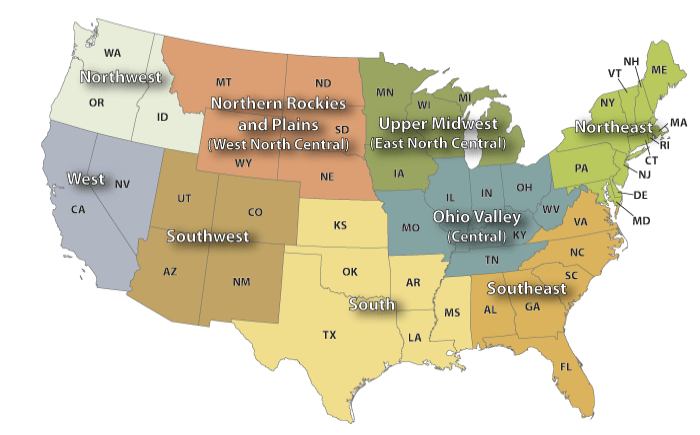 WA
Northwest
OR
ID
MT
ND
Northern Rockies
and Plains
(West North Central)
SD
WY
NE
MN
WI
MI
Upper Midwest
(East North Central)
IA
VT
NH
ME
NY
MA
Northeast
RI
CT
PA
NJ
DE
MD
West
NV
CA
UT
CO
Southwest
AZ
NM
KS
OK
AR
South
TX
LA
MS
IL
IN
OH
WV
MO
Ohio Valley
(Central)
KY
TN
VA
NC
SC
Southeast
AL
GA
FL